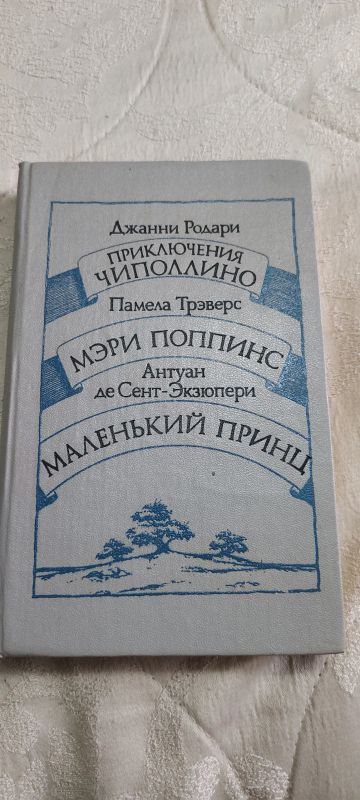 Джанни Родари
ПРИКЛЮЧЕНИЯ
ЧИПОЛЛИНО
Памела Трэверс
МЭРИ ПОППИНС
Антуан
де Сент-Экзюпери
МАЛЕНЬКИЙ ПРИНЦ